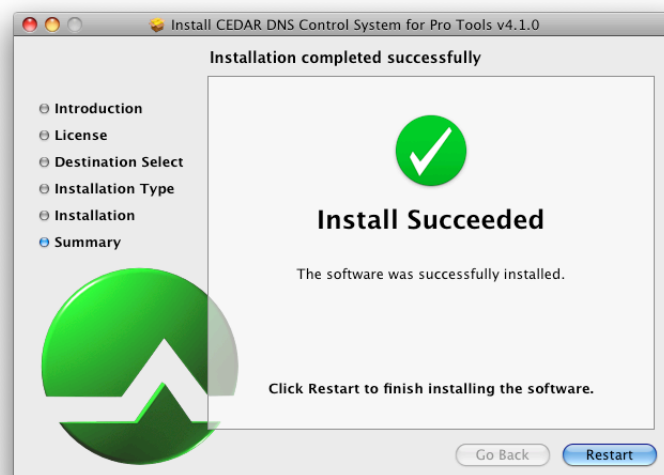 Install CEDAR DNS Control System for Pro Tools v4.1.0
Installation completed successfully
Introduction
License
Destination Select
Installation Type
Installation
Summary
Install Succeeded
The software was successfully installed.
Click Restart to finish installing the software.
Go Back
Restart